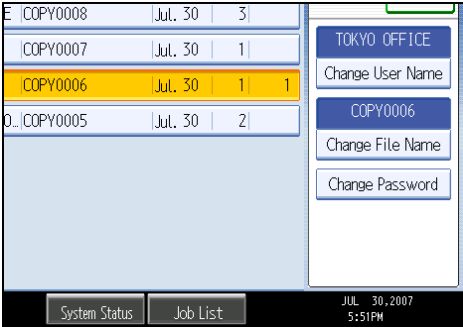 E COPY0008 Jul. 30 3
COPY0007 Jul. 30 1
COPY0006 Jul. 30 1 1
O... COPY0005 Jul. 30 2
TOKYO OFFICE
Change User Name
COPY0006
Change File Name
Change Password
System Status Job List
JUL 30,2007
5:51PM